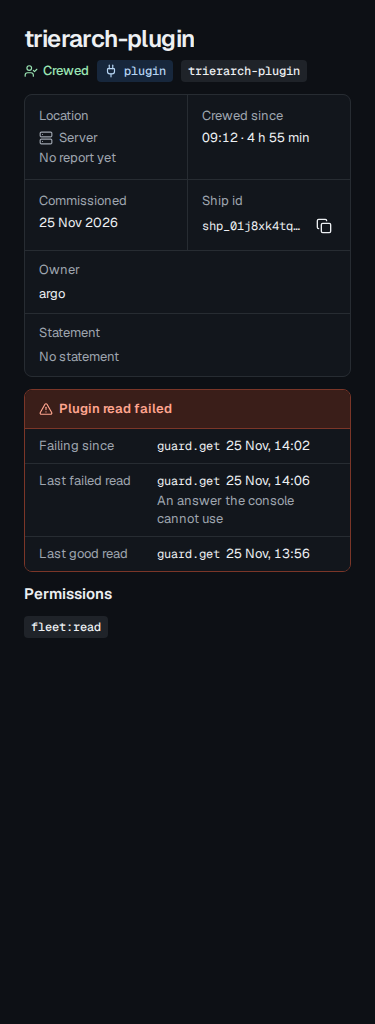 trierarch-plugin
Crewed plugin trierarch-plugin
Location
Server
No report yet
Crewed since
09:12 · 4 h 55 min
Commissioned
25 Nov 2026
Ship id
shp_01j8xk4tq…
Owner
argo
Statement
No statement
Plugin read failed
Failing since guard.get 25 Nov, 14:02
Last failed read guard.get 25 Nov, 14:06
An answer the console
cannot use
Last good read guard.get 25 Nov, 13:56
Permissions
fleet:read